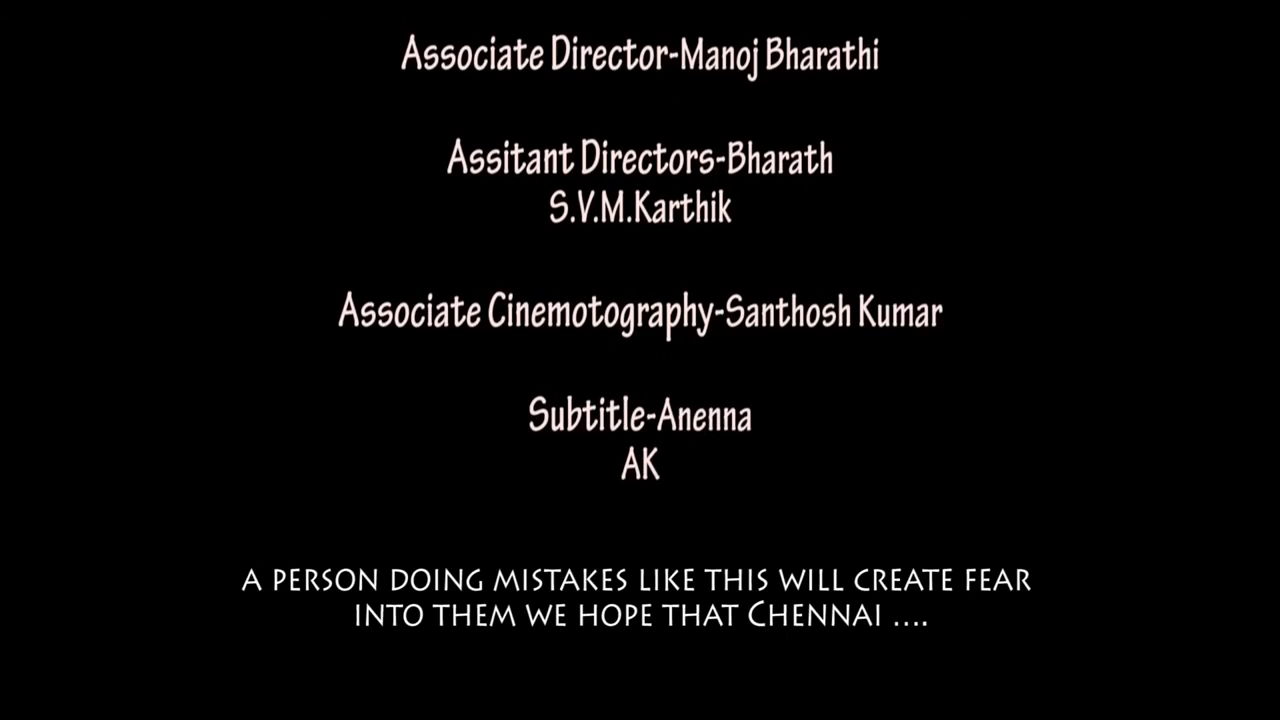 Associate Director-Manoj Bharathi
Assitant Directors-Bharath
S.V.M.Karthik
Associate Cinemotography-Santhosh Kumar
Subtitle-Anenna
AK
A PERSON DOING MISTAKES LIKE THIS WILL CREATE FEAR
INTO THEM WE HOPE THAT CHENNAI ....